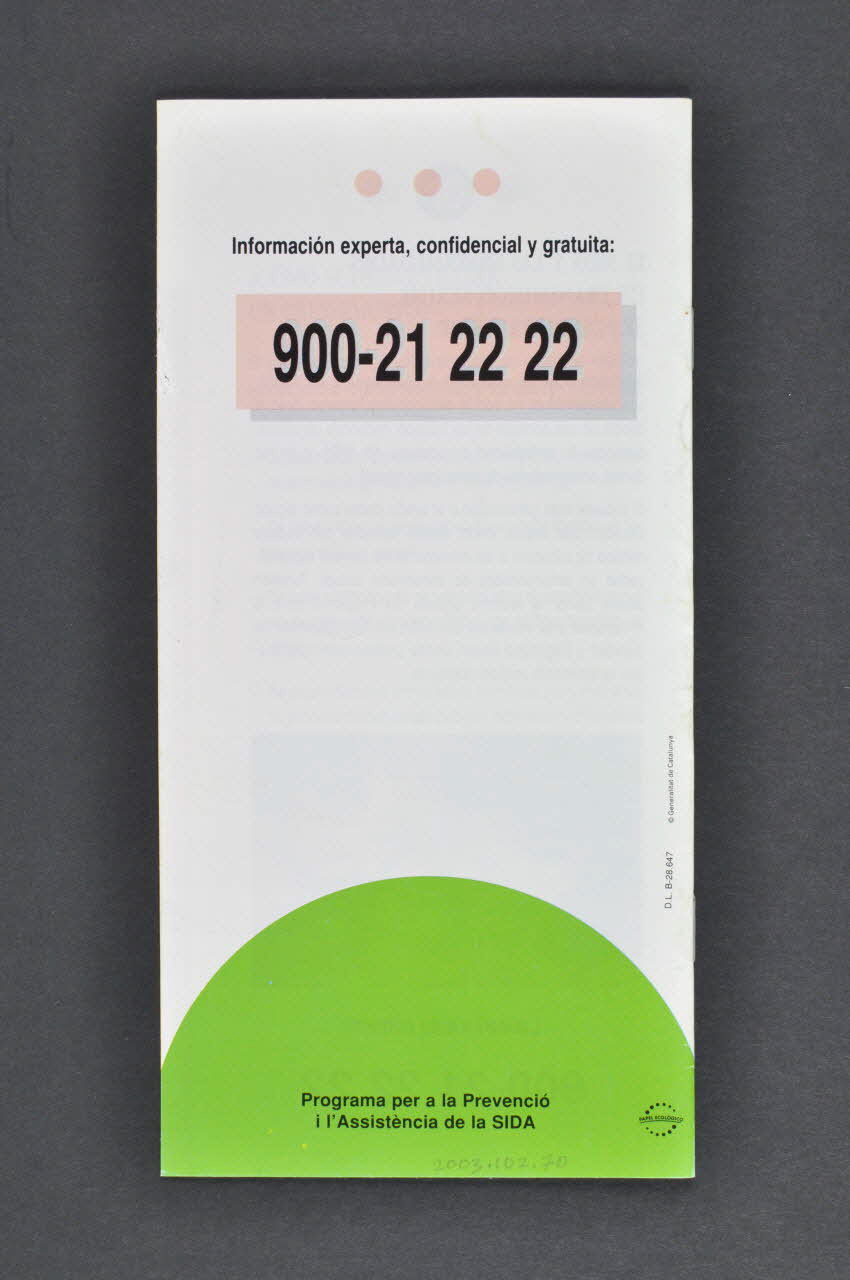 Información experta, confidencial y gratuita:
900-21 22 22
© Generalitat de Catalunya
D.L. B-28.647
Programa per a la Prevenció
i l'Assistència de la SIDA
PAPEL ECOLÓGICO
2003.102.70